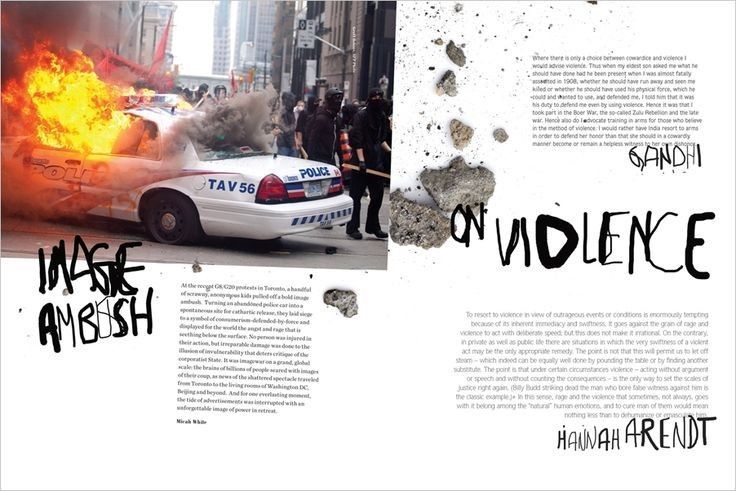 POLICE
TAV 56
POLICE
IMAGE
AMBUSH
At the recent G8/G20 protests in Toronto, a handful
of scrawny, anonymous kids pulled off a bold image
ambush. Turning an abandoned police car into a
spontaneous site for cathartic release, they laid siege
to a symbol of consumerism-defended-by-force and
displayed for the world the angst and rage that is
seething below the surface. No person was injured in
their action, but irreparable damage was done to the
illusion of invulnerability that deters critique of the
corporatist State. It was imagewar on a grand, global
scale: the brains of billions of people seared with images
of their coup, as news of the shattered spectacle traveled
from Toronto to the living rooms of Washington DC,
Beijing and beyond. And for one everlasting moment,
the tide of advertisements was interrupted with an
unforgettable image of power in retreat.
Micah White
Where there is only a choice between cowardice and violence I
would advise violence. Thus when my eldest son asked me what he
should have done had he been present when I was almost fatally
assaulted in 1908, whether he should have run away and seen me
killed or whether he should have used his physical force, which he
could and wanted to use, and defended me, I told him that it was
his duty to defend me even by using violence. Hence it was that I
took part in the Boer War, the so-called Zulu Rebellion and the late
war. Hence also do I advocate training in arms for those who believe
in the method of violence. I would rather have India resort to arms
in order to defend her honor than that she should in a cowardly
manner become or remain a helpless witness to her own dishonor.
GANDHI
ON VIOLENCE
To resort to violence in view of outrageous events or conditions is enormously tempting
because of its inherent immediacy and swiftness. It goes against the grain of rage and
violence to act with deliberate speed; but this does not make it irrational. On the contrary,
in private as well as public life there are situations in which the very swiftness of a violent
act may be the only appropriate remedy. The point is not that this will permit us to let off
steam – which indeed can be equally well done by pounding the table or by finding another
substitute. The point is that under certain circumstances violence – acting without argument
or speech and without counting the consequences – is the only way to set the scales of
justice right again. (Billy Budd striking dead the man who bore false witness against him is
the classic example.)* In this sense, rage and the violence that sometimes, not always, goes
with it belong among the "natural" human emotions, and to cure man of them would mean
nothing less than to dehumanize or emasculate him.
HANNAH ARENDT